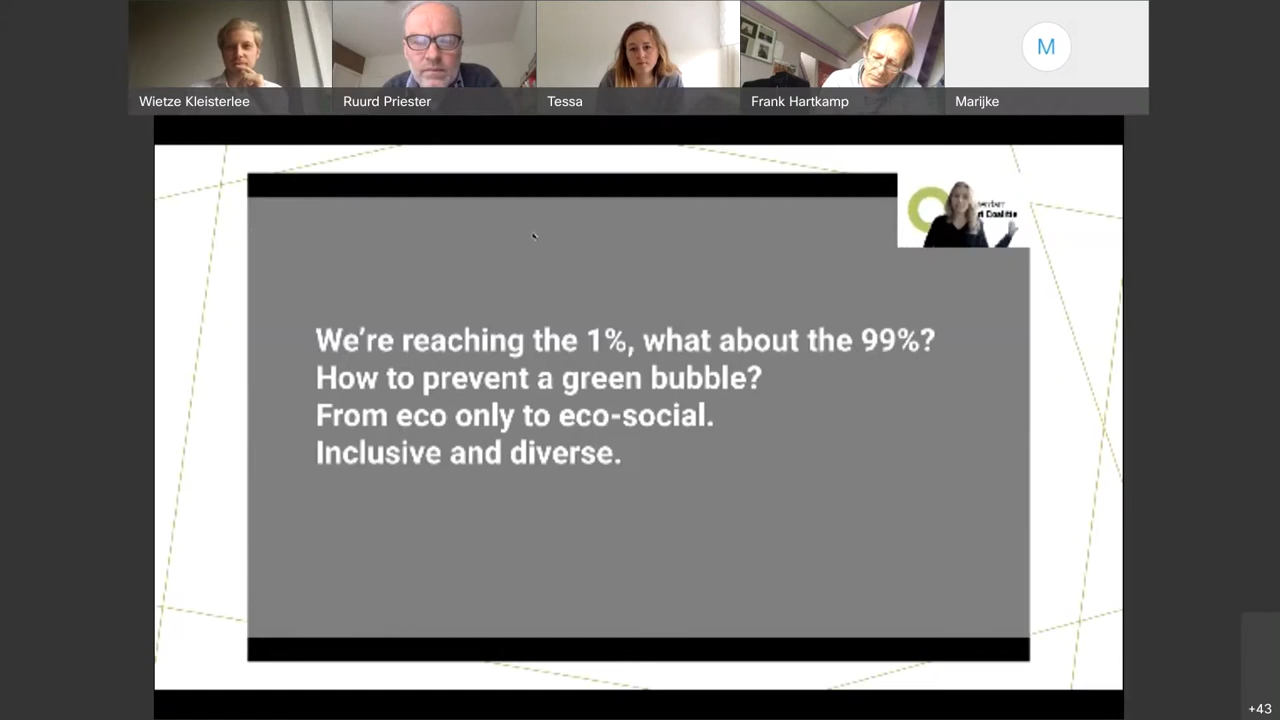 M
Wietze Kleisterlee
Ruurd Priester
Tessa
Frank Hartkamp
Marijke
Coalitie
We're reaching the 1%, what about the 99%?
How to prevent a green bubble?
From eco only to eco-social.
Inclusive and diverse.
+43